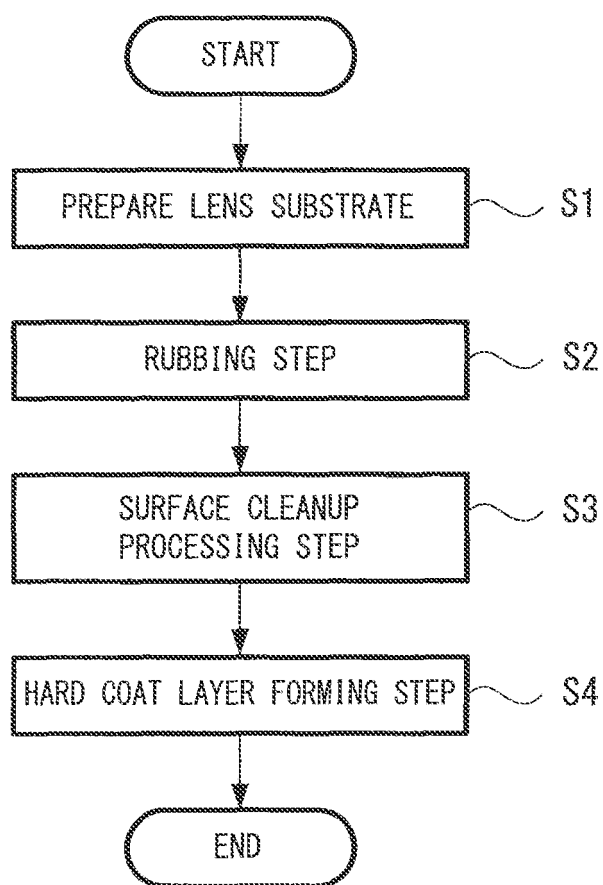 START
PREPARE LENS SUBSTRATE
S1
RUBBING STEP
S2
SURFACE CLEANUP
PROCESSING STEP
S3
HARD COAT LAYER FORMING STEP
S4
END